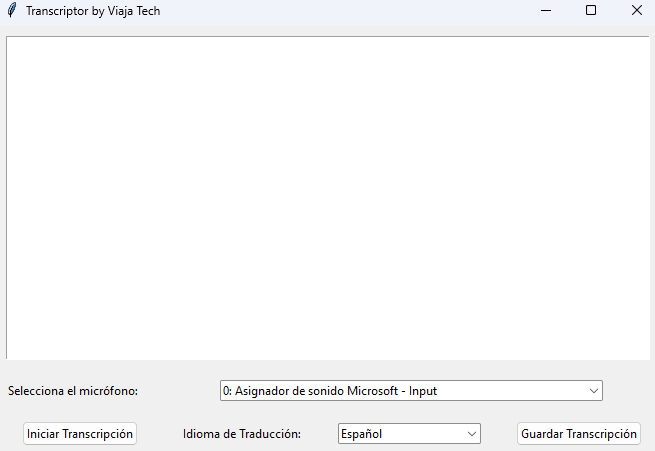 Transcriptor by Viaja Tech
Selecciona el micrófono: 0: Asignador de sonido Microsoft - Input
Iniciar Transcripción Idioma de Traducción: Español Guardar Transcripción